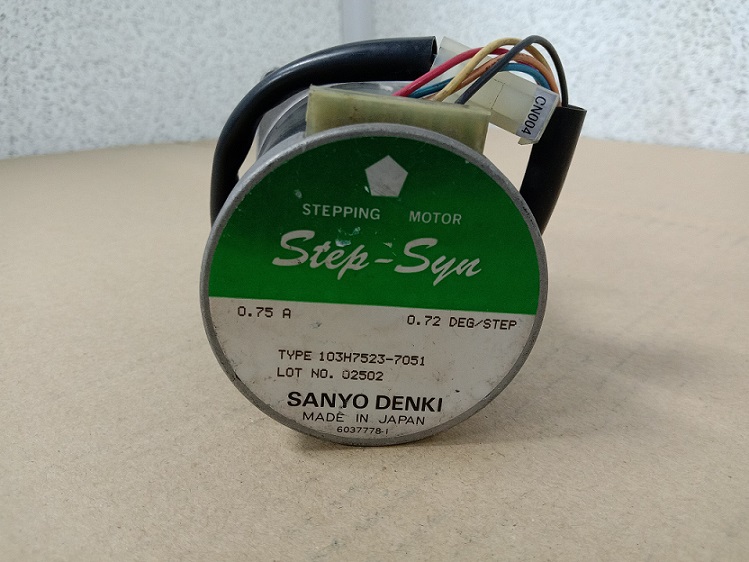 CN004
STEPPING MOTOR
Step-Syn
0.75 A
0.72 DEG/STEP
TYPE 103H7523-7051
LOT NO. 02502
SANYO DENKI
MADE IN JAPAN
6037778-1